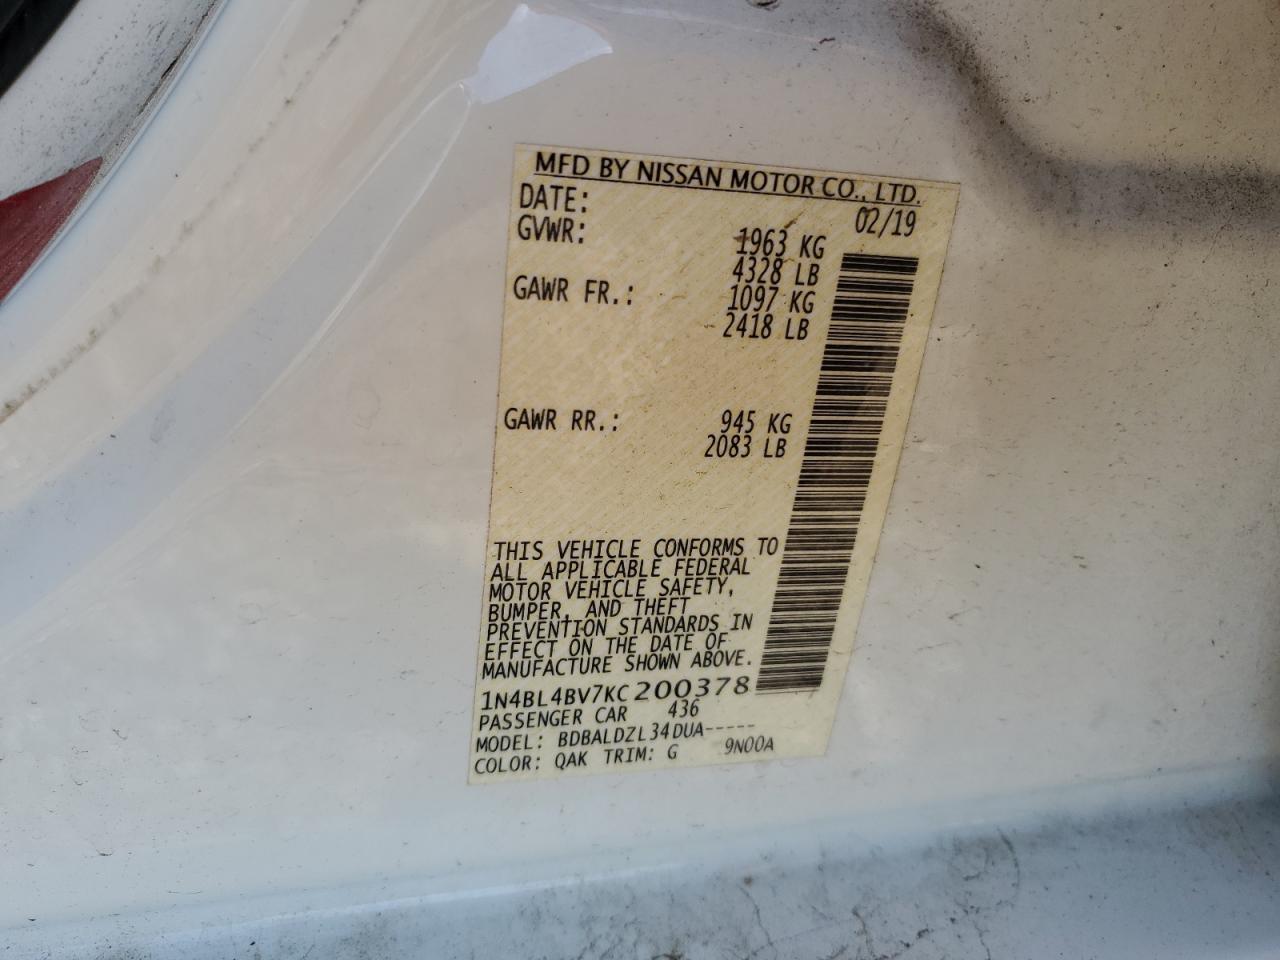 MFD BY NISSAN MOTOR CO., LTD.
DATE: 02/19
GVWR: 1963 KG
4328 LB
GAWR FR.: 1097 KG
2418 LB
GAWR RR.: 945 KG
2083 LB
THIS VEHICLE CONFORMS TO
ALL APPLICABLE FEDERAL
MOTOR VEHICLE SAFETY,
BUMPER, AND THEFT
PREVENTION STANDARDS IN
EFFECT ON THE DATE OF
MANUFACTURE SHOWN ABOVE.
1N4BL4BV7KC200378
PASSENGER CAR 436
MODEL: BDBALDZL34DUA-----
COLOR: QAK TRIM: G 9N00A